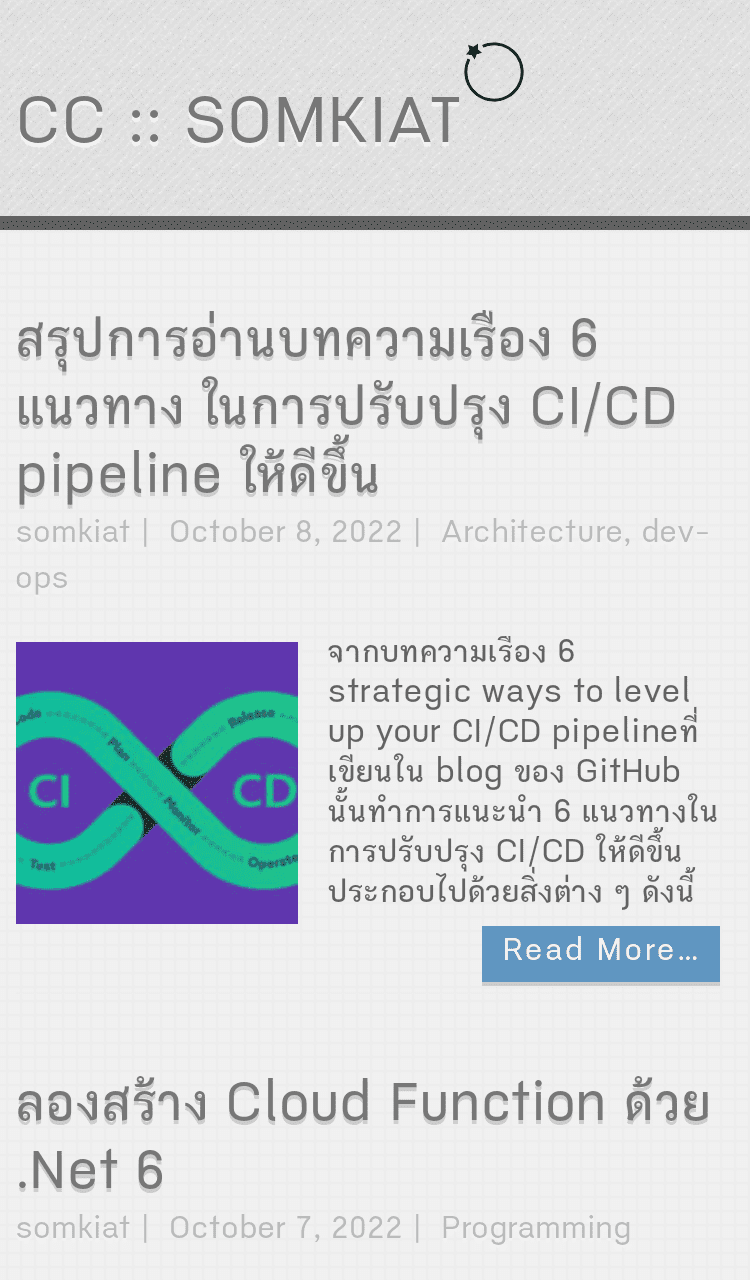 CC :: SOMKIAT
สรุปการอ่านบทความเรื่อง 6
แนวทาง ในการปรับปรุง CI/CD
pipeline ให้ดีขึ้น
somkiat | October 8, 2022 | Architecture, dev-
ops
จากบทความเรื่อง 6
strategic ways to level
up your CI/CD pipelineที่
เขียนใน blog ของ GitHub
นั้นทำการแนะนำ 6 แนวทางใน
การปรับปรุง CI/CD ให้ดีขึ้น
ประกอบไปด้วยสิ่งต่าง ๆ ดังนี้
Code
Plan
Release
CI
CD
Monitor
Test
Operate
Read More…
ลองสร้าง Cloud Function ด้วย
.Net 6
somkiat | October 7, 2022 | Programming